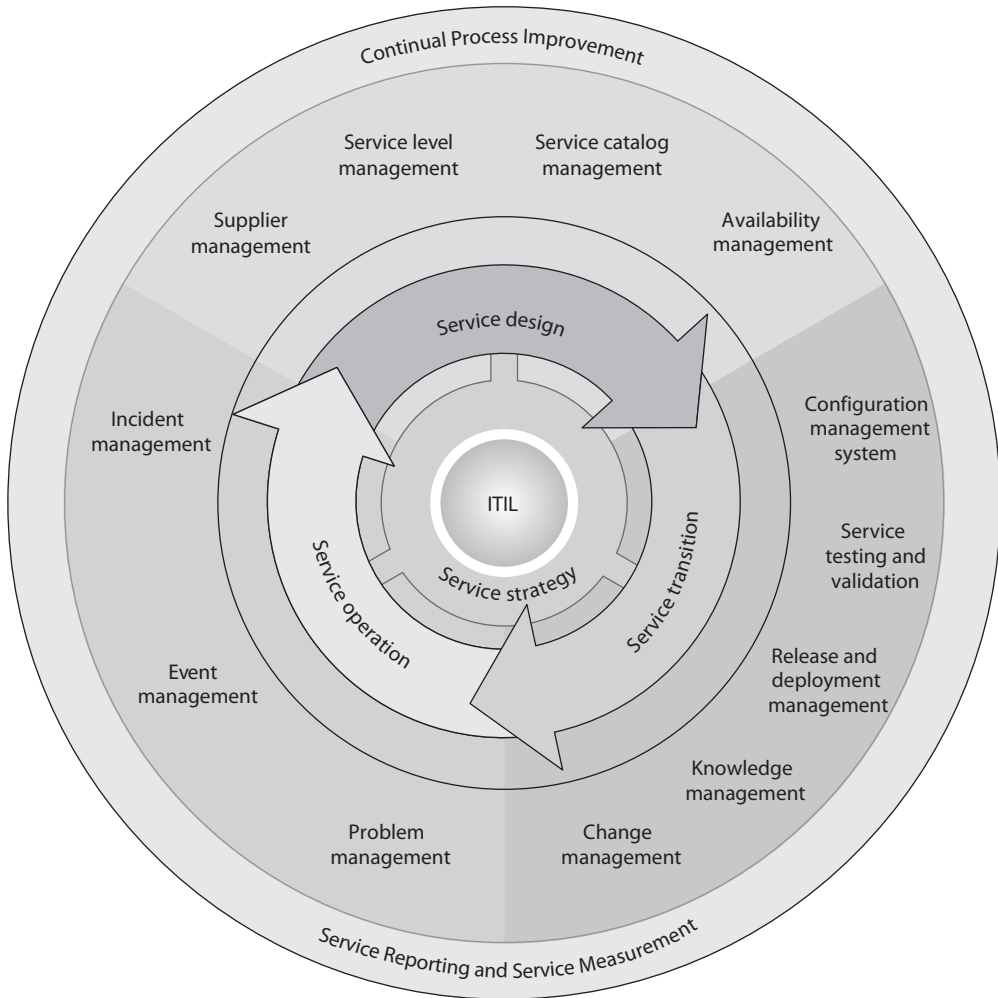 Continual Process Improvement
Service level
management
Service catalog
management
Supplier
management
Availability
management
Service design
Incident
management
Configuration
management
system
ITIL
Service
testing and
validation
Service strategy
Service transition
Service operation
Event
management
Release and
deployment
management
Knowledge
management
Problem
management
Change
management
Service Reporting and Service Measurement